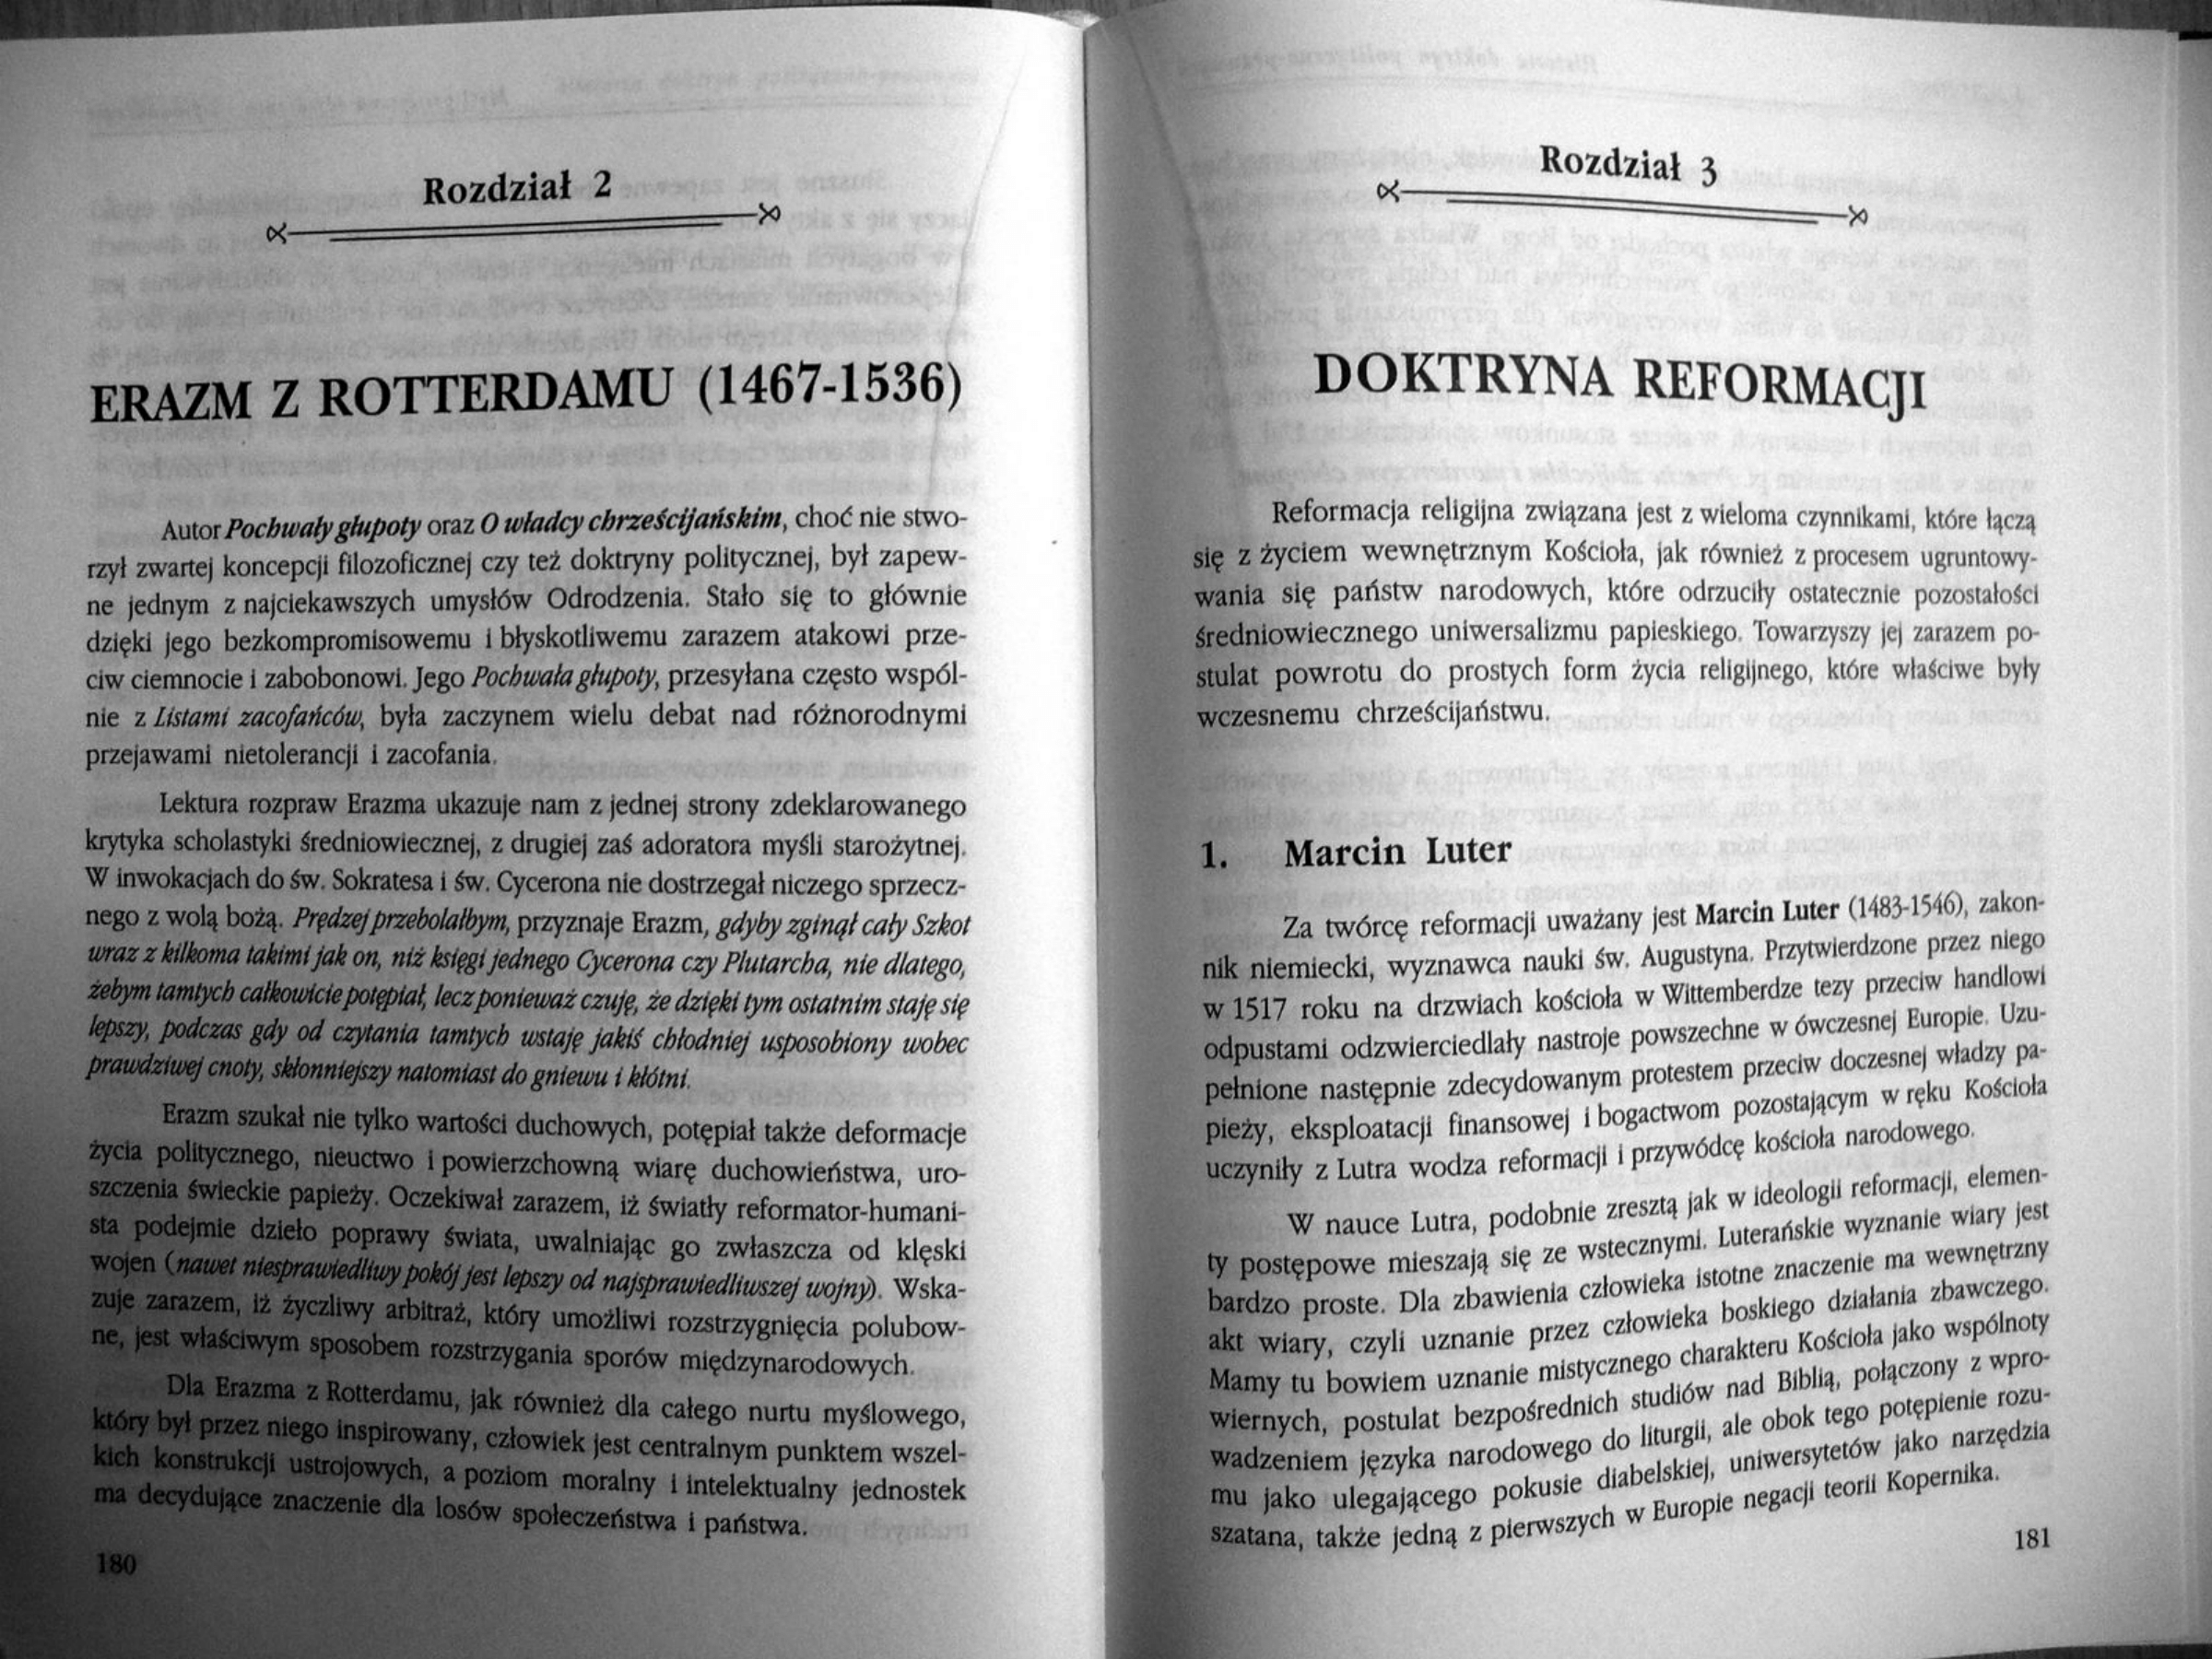 Rozdział 2
ERAZM Z ROTTERDAMU (1467-1536)
Autor Pochwały głupoty oraz O władcy chrześcijańskim, choć nie stwo-
rzył zwartej koncepcji filozoficznej czy też doktryny politycznej, był zapew-
ne jednym z najciekawszych umysłów Odrodzenia. Stało się to głównie
dzięki jego bezkompromisowemu i błyskotliwemu zarazem atakowi prze-
ciw ciemnocie i zabobonowi. Jego Pochwała głupoty, przesyłana często wspól-
nie z Listami zacofańców, była zaczynem wielu debat nad różnorodnymi
przejawami nietolerancji i zacofania.
Lektura rozpraw Erazma ukazuje nam z jednej strony zdeklarowanego
krytyka scholastyki średniowiecznej, z drugiej zaś adoratora myśli starożytnej.
W inwokacjach do św. Sokratesa i św. Cycerona nie dostrzegał niczego sprzecz-
nego z wolą bożą. Prędzej przebolałbym, przyznaje Erazm, gdyby zginął cały Szkot
wraz z kilkoma takimi jak on, niż księgi jednego Cycerona czy Plutarcha, nie dlatego,
żebym tamtych całkowicie potępiał, lecz ponieważ czuję, że dzięki tym ostatnim staję się
lepszy, podczas gdy od czytania tamtych wstaję jakiś chłodniej usposobiony wobec
prawdziwej cnoty, skłonniejszy natomiast do gniewu i kłótni.
Erazm szukał nie tylko wartości duchowych, potępiał także deformacje
życia politycznego, nieuctwo i powierzchowną wiarę duchowieństwa, uro-
szczenia świeckie papieży. Oczekiwał zarazem, iż światły reformator-humani-
sta podejmie dzieło poprawy świata, uwalniając go zwłaszcza od klęski
wojen (nawet niesprawiedliwy pokój jest lepszy od najsprawiedliwszej wojny). Wska-
zuje zarazem, iż życzliwy arbitraż, który umożliwi rozstrzygnięcia polubow-
ne, jest właściwym sposobem rozstrzygania sporów międzynarodowych.
Dla Erazma z Rotterdamu, jak również dla całego nurtu myślowego,
który był przez niego inspirowany, człowiek jest centralnym punktem wszel-
kich konstrukcji ustrojowych, a poziom moralny i intelektualny jednostek
ma decydujące znaczenie dla losów społeczeństwa i państwa.
180
Rozdział 3
DOKTRYNA REFORMACJI
Reformacja religijna związana jest z wieloma czynnikami, które łączą
się z życiem wewnętrznym Kościoła, jak również z procesem ugruntowy-
wania się państw narodowych, które odrzuciły ostatecznie pozostałości
średniowiecznego uniwersalizmu papieskiego. Towarzyszy jej zarazem po-
stulat powrotu do prostych form życia religijnego, które właściwe były
wczesnemu chrześcijaństwu.
1. Marcin Luter
Za twórcę reformacji uważany jest Marcin Luter (1483-1546), zakon-
nik niemiecki, wyznawca nauki św. Augustyna. Przytwierdzone przez niego
w 1517 roku na drzwiach kościoła w Wittemberdze tezy przeciw handlowi
odpustami odzwierciedlały nastroje powszechne w ówczesnej Europie. Uzu-
pełnione następnie zdecydowanym protestem przeciw doczesnej władzy pa-
pieży, eksploatacji finansowej i bogactwom pozostającym w ręku Kościoła
uczyniły z Lutra wodza reformacji i przywódcę kościoła narodowego.
W nauce Lutra, podobnie zresztą jak w ideologii reformacji, elemen-
ty postępowe mieszają się ze wstecznymi. Luterańskie wyznanie wiary jest
bardzo proste. Dla zbawienia człowieka istotne znaczenie ma wewnętrzny
akt wiary, czyli uznanie przez człowieka boskiego działania zbawczego.
Mamy tu bowiem uznanie mistycznego charakteru Kościoła jako wspólnoty
wiernych, postulat bezpośrednich studiów nad Biblią, połączony z wpro-
wadzeniem języka narodowego do liturgii, ale obok tego potępienie rozu-
mu jako ulegającego pokusie diabelskiej, uniwersytetów jako narzędzia
szatana, także jedną z pierwszych w Europie negacji teorii Kopernika.
181